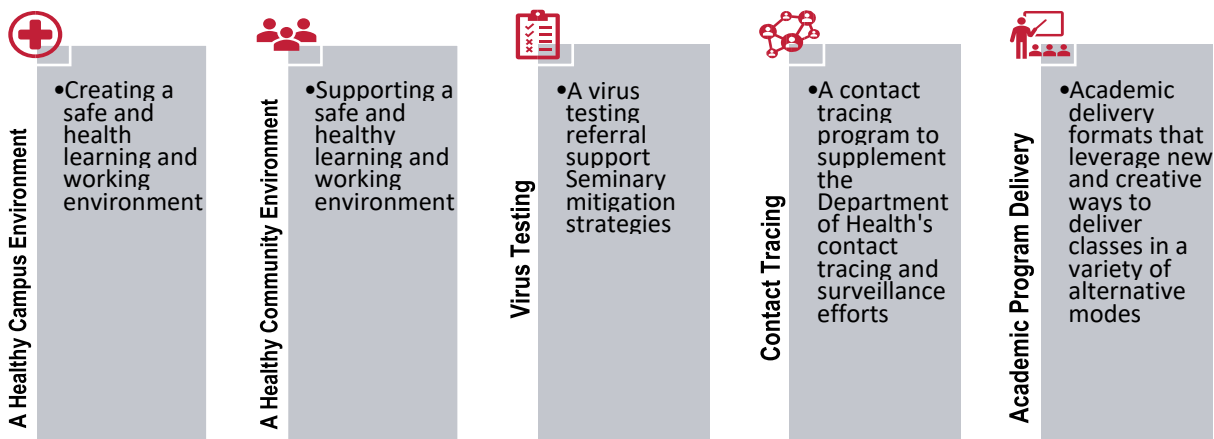 A Healthy Campus Environment
•Creating a
safe and
health
learning and
working
environment
A Healthy Community Environment
•Supporting a
safe and
healthy
learning and
working
environment
Virus Testing
•A virus
testing
referral
support
Seminary
mitigation
strategies
Contact Tracing
•A contact
tracing
program to
supplement
the
Department
of Health's
contact
tracing and
surveillance
efforts
Academic Program Delivery
•Academic
delivery
formats that
leverage new
and creative
ways to
deliver
classes in a
variety of
alternative
modes